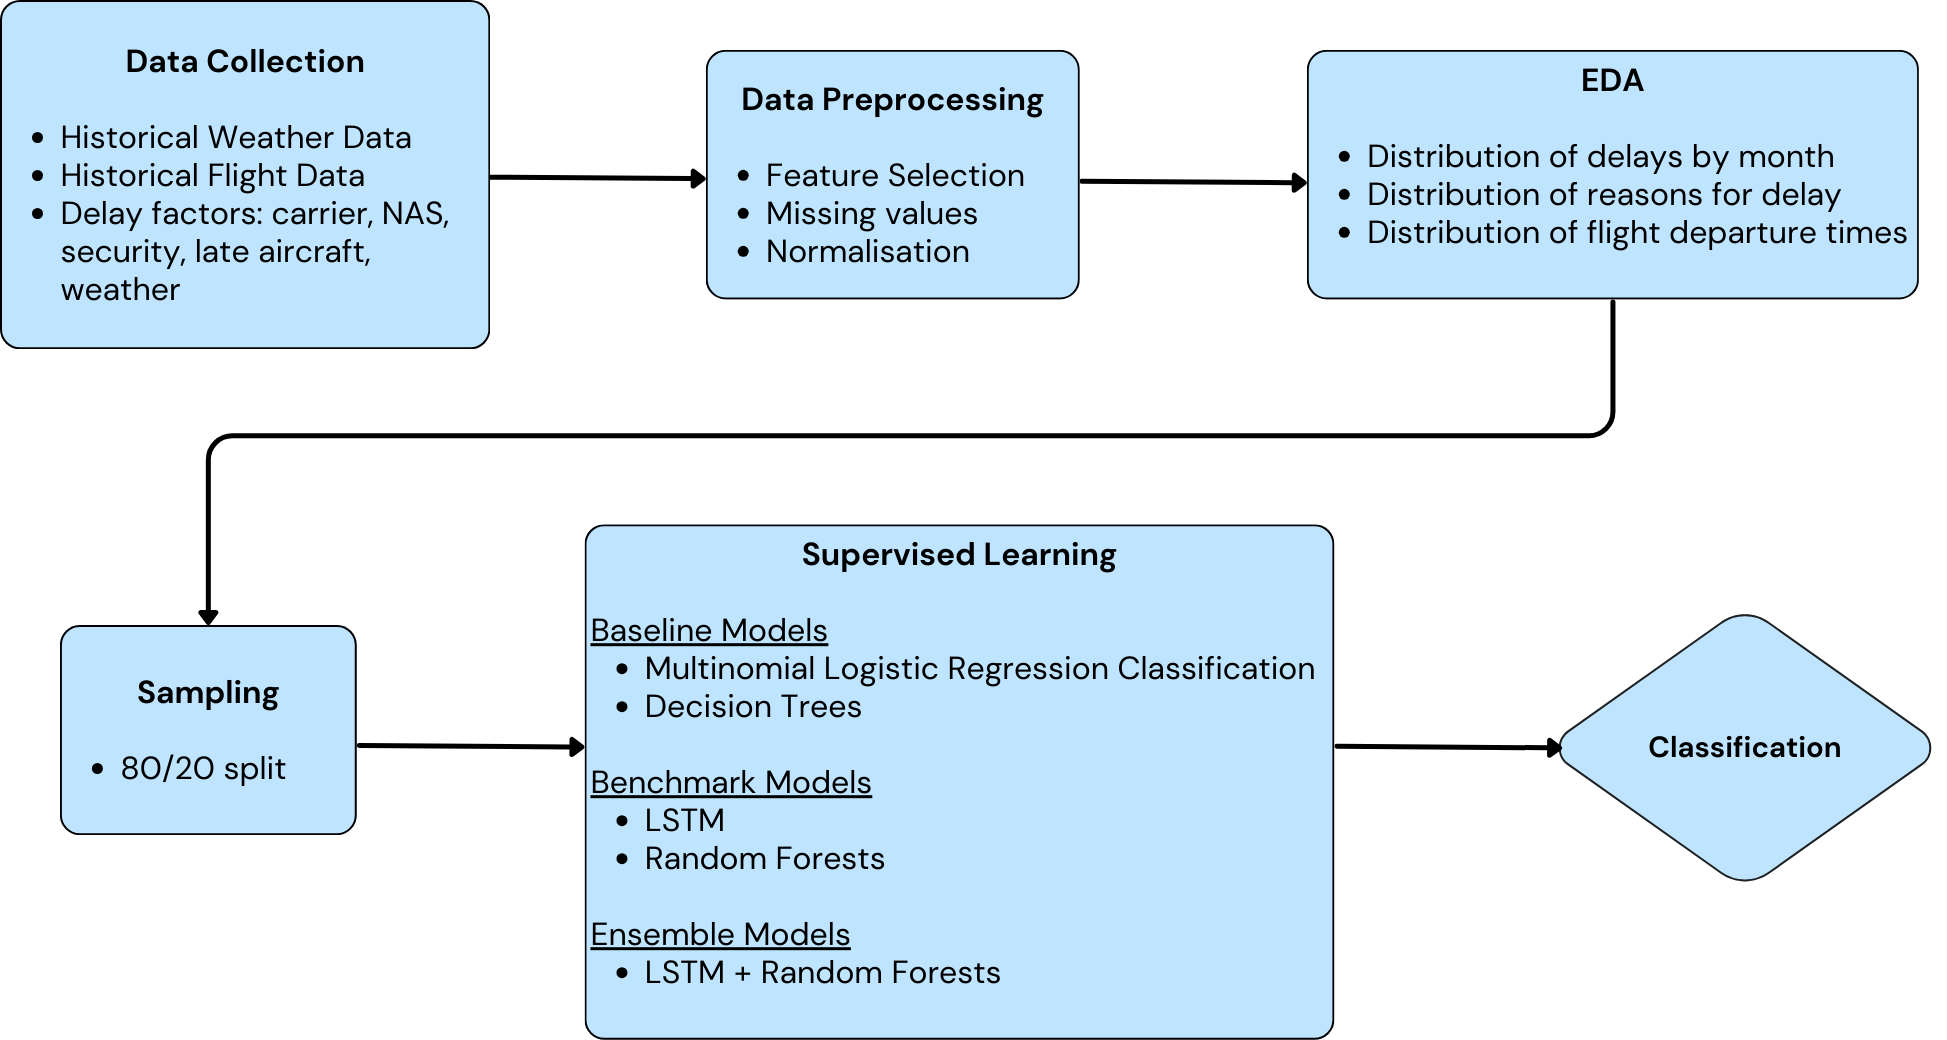 Data Collection
• Historical Weather Data
• Historical Flight Data
• Delay factors: carrier, NAS,
security, late aircraft,
weather
Data Preprocessing
• Feature Selection
• Missing values
• Normalisation
EDA
• Distribution of delays by month
• Distribution of reasons for delay
• Distribution of flight departure times
Sampling
• 80/20 split
Supervised Learning
Baseline Models
• Multinomial Logistic Regression Classification
• Decision Trees
Benchmark Models
• LSTM
• Random Forests
Ensemble Models
• LSTM + Random Forests
Classification